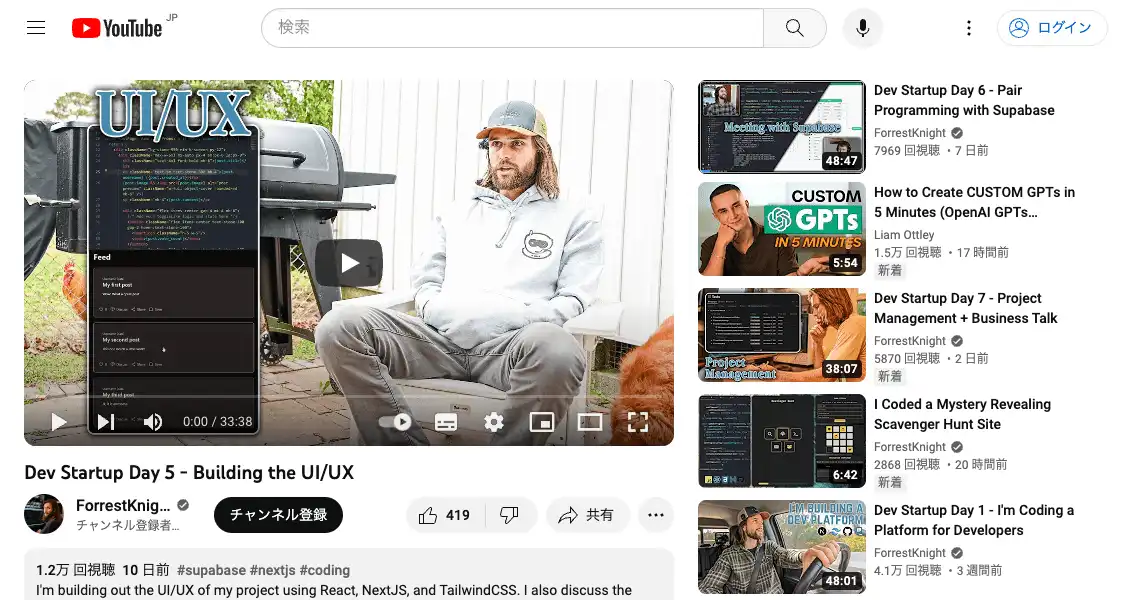 YouTube JP
検索
ログイン
UI/UX
Feed
My first post
My second post
My third post
0:00 / 33:38
Dev Startup Day 5 - Building the UI/UX
ForrestKnig...
チャンネル登録者...
チャンネル登録
419
共有
1.2万 回視聴 10 日前 #supabase #nextjs #coding
I'm building out the UI/UX of my project using React, NextJS, and TailwindCSS. I also discuss the
Meeting with Supabase
48:47
Dev Startup Day 6 - Pair
Programming with Supabase
ForrestKnight
7969 回視聴 ・7 日前
CUSTOM
GPTs
IN 5 MINUTES
5:54
How to Create CUSTOM GPTs in
5 Minutes (OpenAI GPTs...
Liam Ottley
1.5万 回視聴 ・17 時間前
新着
Project
Management
38:07
Dev Startup Day 7 - Project
Management + Business Talk
ForrestKnight
5870 回視聴 ・2 日前
新着
6:42
I Coded a Mystery Revealing
Scavenger Hunt Site
ForrestKnight
2868 回視聴 ・20 時間前
新着
I'M BUILDING A
DEV PLATFORM
48:01
Dev Startup Day 1 - I'm Coding a
Platform for Developers
ForrestKnight
4.1万 回視聴 ・3 週間前